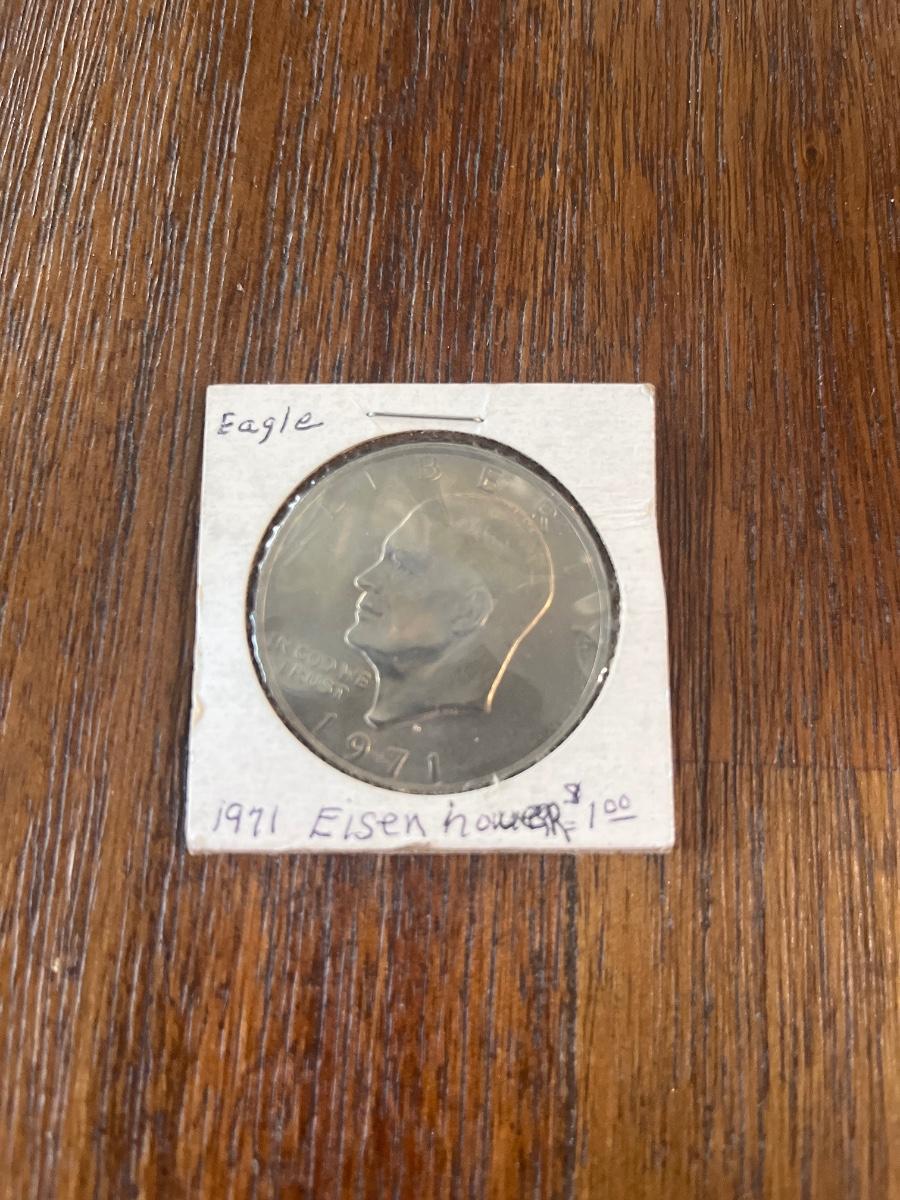 Eagle
LIBERTY
IN GOD WE
TRUST
1971
1971 Eisenhower $1.00